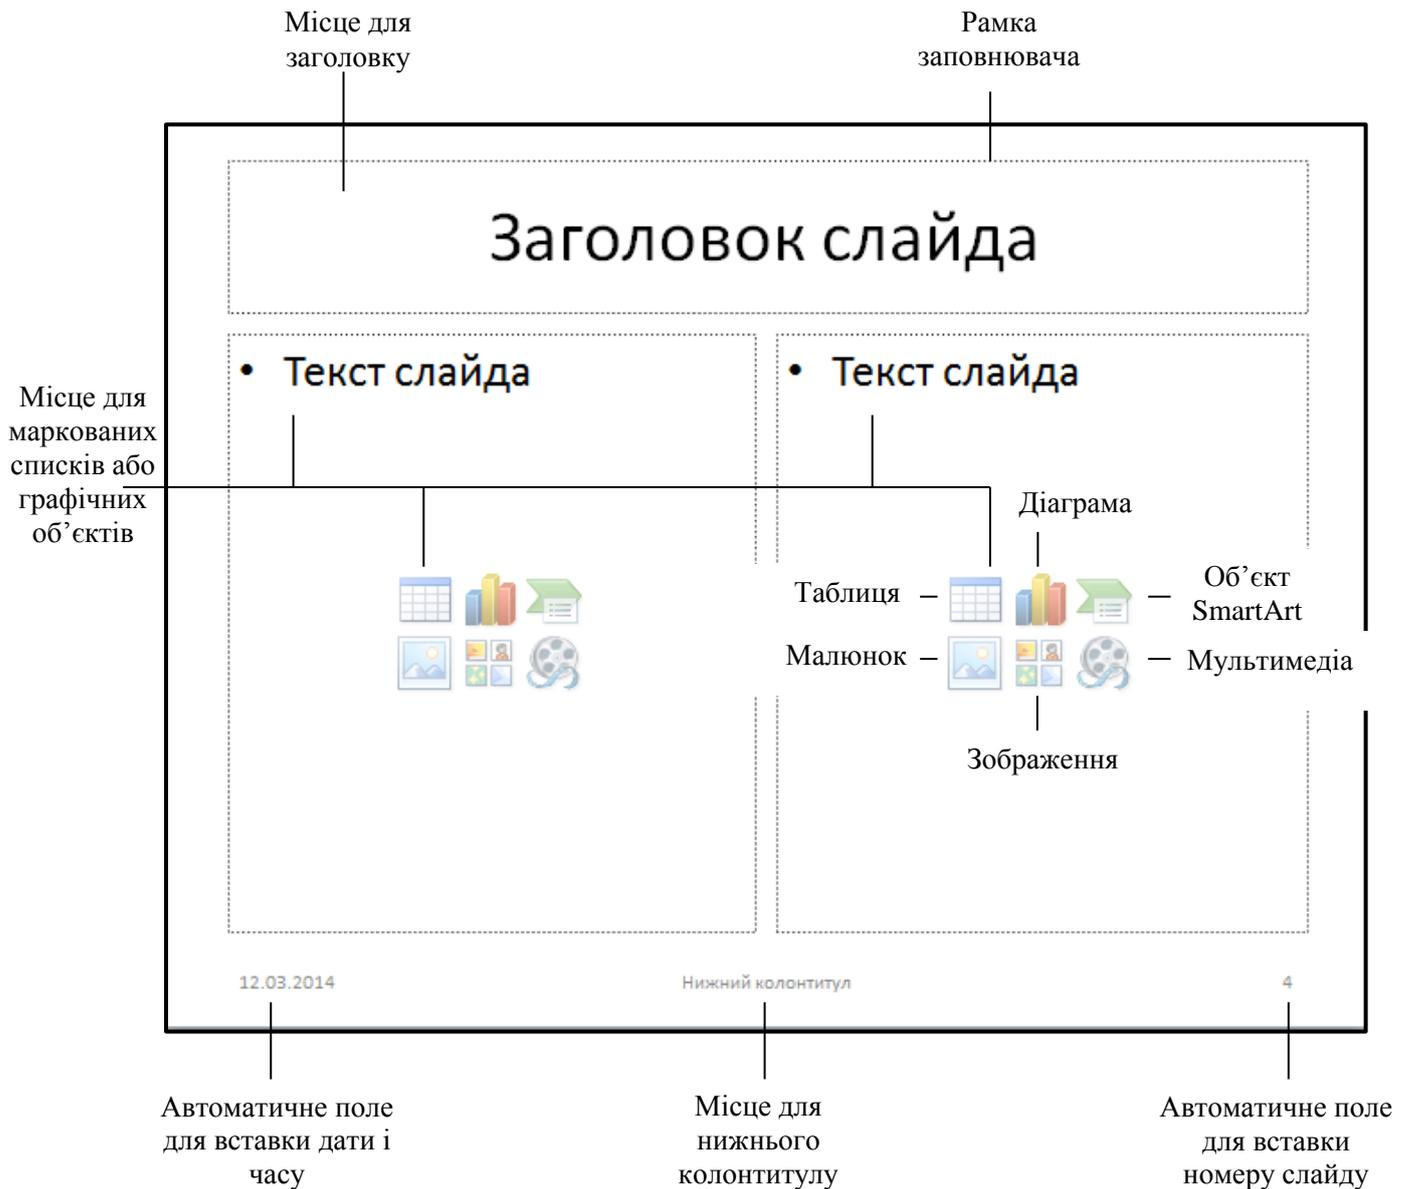 Місце для
заголовку
Рамка
заповнювача
Заголовок слайда
• Текст слайда
• Текст слайда
Місце для
маркованих
списків або
графічних
об’єктів
Діаграма
Таблиця
Об’єкт
SmartArt
Малюнок
Мультимедіа
Зображення
12.03.2014
Нижний колонтитул
4
Автоматичне поле
для вставки дати і
часу
Місце для
нижнього
колонтитулу
Автоматичне поле
для вставки
номеру слайду